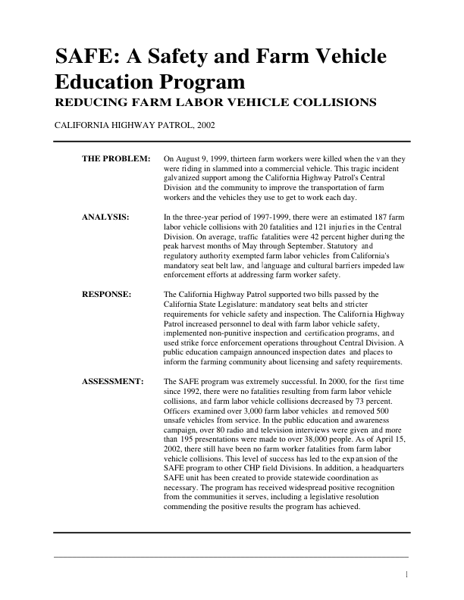 SAFE: A Safety and Farm Vehicle
Education Program
REDUCING FARM LABOR VEHICLE COLLISIONS
CALIFORNIA HIGHWAY PATROL, 2002
THE PROBLEM: On August 9, 1999, thirteen farm workers were killed when the van they
were riding in slammed into a commercial vehicle. This tragic incident
galvanized support among the California Highway Patrol's Central
Division and the community to improve the transportation of farm
workers and the vehicles they use to get to work each day.
ANALYSIS: In the three-year period of 1997-1999, there were an estimated 187 farm
labor vehicle collisions with 20 fatalities and 121 injuries in the Central
Division. On average, traffic fatalities were 42 percent higher during the
peak harvest months of May through September. Statutory and
regulatory authority exempted farm labor vehicles from California's
mandatory seat belt law, and language and cultural barriers impeded law
enforcement efforts at addressing farm worker safety.
RESPONSE: The California Highway Patrol supported two bills passed by the
California State Legislature: mandatory seat belts and stricter
requirements for vehicle safety and inspection. The California Highway
Patrol increased personnel to deal with farm labor vehicle safety,
implemented non-punitive inspection and certification programs, and
used strike force enforcement operations throughout Central Division. A
public education campaign announced inspection dates and places to
inform the farming community about licensing and safety requirements.
ASSESSMENT: The SAFE program was extremely successful. In 2000, for the first time
since 1992, there were no fatalities resulting from farm labor vehicle
collisions, and farm labor vehicle collisions decreased by 73 percent.
Officers examined over 3,000 farm labor vehicles and removed 500
unsafe vehicles from service. In the public education and awareness
campaign, over 80 radio and television interviews were given and more
than 195 presentations were made to over 38,000 people. As of April 15,
2002, there still have been no farm worker fatalities from farm labor
vehicle collisions. This level of success has led to the expansion of the
SAFE program to other CHP field Divisions. In addition, a headquarters
SAFE unit has been created to provide statewide coordination as
necessary. The program has received widespread positive recognition
from the communities it serves, including a legislative resolution
commending the positive results the program has achieved.
1